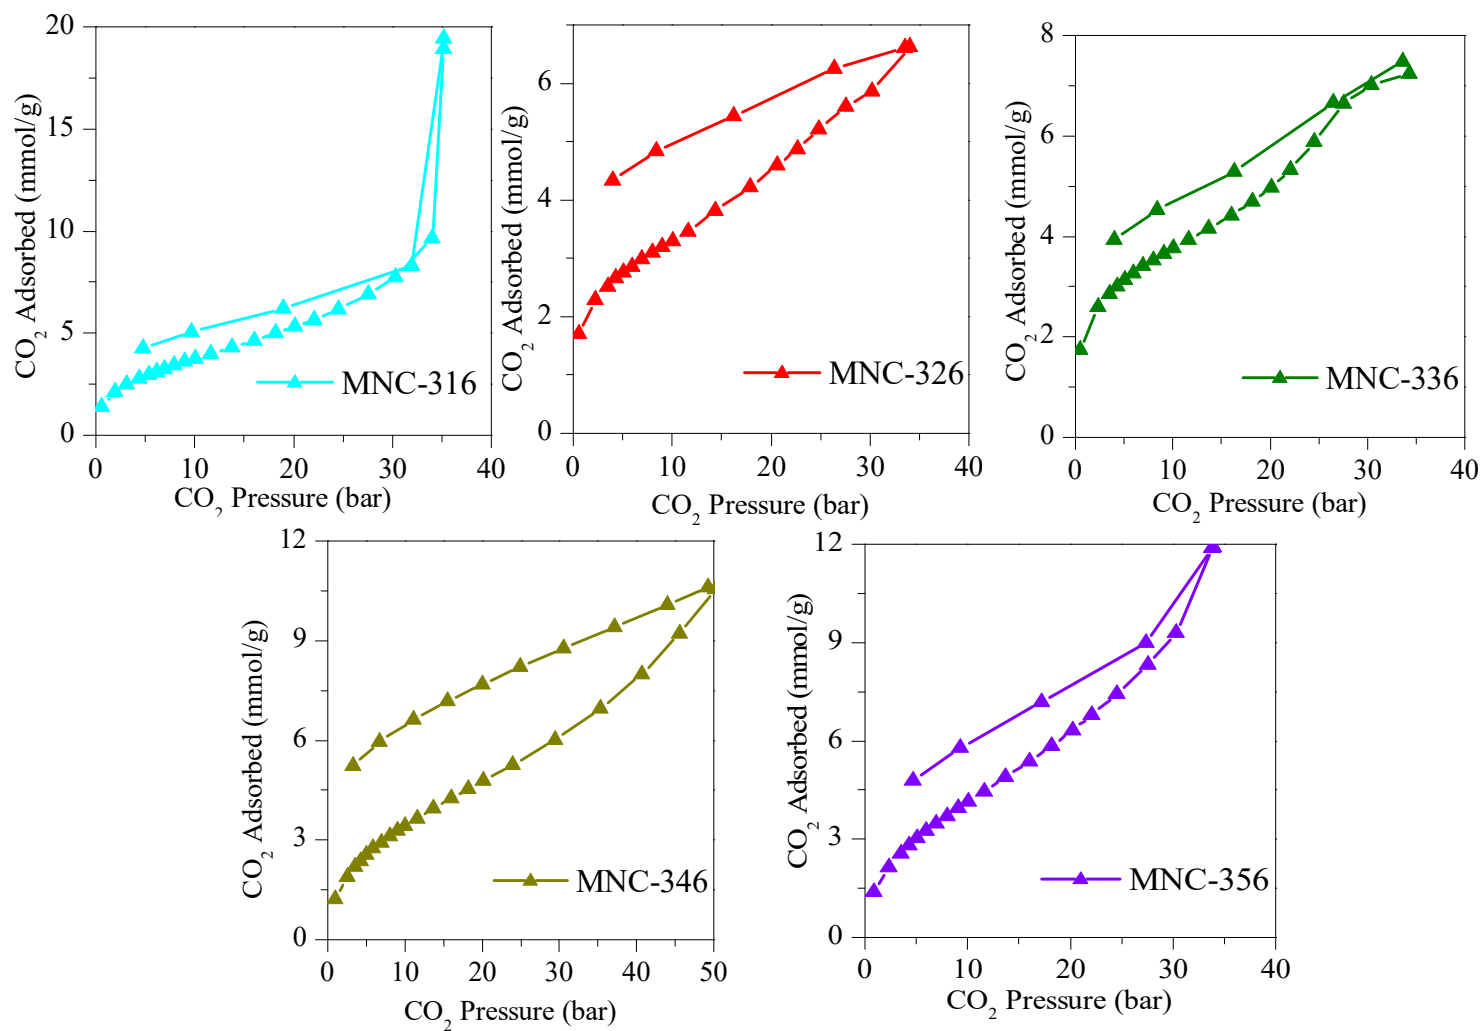 20
15
10
5
0
CO2 Adsorbed (mmol/g)
MNC-316
0 10 20 30 40
CO2 Pressure (bar)
6
4
2
0
CO2 Adsorbed (mmol/g)
MNC-326
0 10 20 30 40
CO2 Pressure (bar)
8
6
4
2
0
CO2 Adsorbed (mmol/g)
MNC-336
0 10 20 30 40
CO2 Pressure (bar)
12
9
6
3
0
CO2 Adsorbed (mmol/g)
MNC-346
0 10 20 30 40 50
CO2 Pressure (bar)
12
9
6
3
0
CO2 Adsorbed (mmol/g)
MNC-356
0 10 20 30 40
CO2 Pressure (bar)